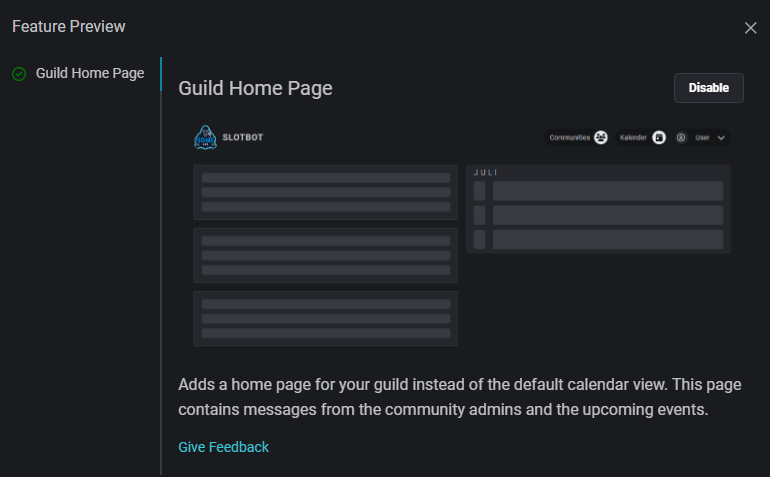 Feature Preview
Guild Home Page
Guild Home Page
Disable
SLOTBOT
Communities
Kalender
User
JULI
Adds a home page for your guild instead of the default calendar view. This page
contains messages from the community admins and the upcoming events.
Give Feedback